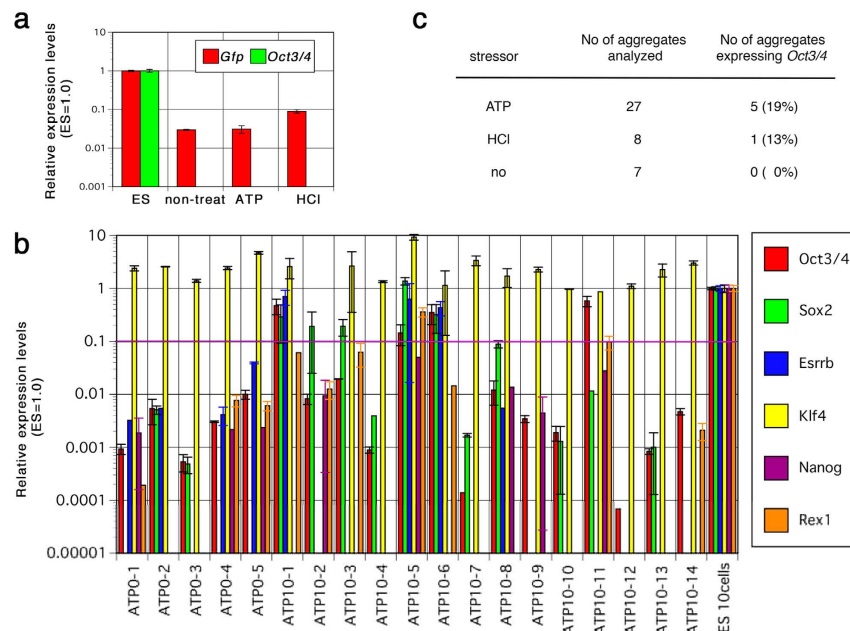 a
10
1
0.1
0.01
0.001
Relative expression levels
(ES=1.0)
Gfp Oct3/4
ES non-treat ATP HCl
c
stressor No of aggregates analyzed No of aggregates expressing Oct3/4
ATP 27 5 (19%)
HCl 8 1 (13%)
no 7 0 ( 0%)
b
10
1
0.1
0.01
0.001
0.0001
0.00001
Relative expression levels
(ES=1.0)
ATP0-1
ATP0-2
ATP0-3
ATP0-4
ATP0-5
ATP10-1
ATP10-2
ATP10-3
ATP10-4
ATP10-5
ATP10-6
ATP10-7
ATP10-8
ATP10-9
ATP10-10
ATP10-11
ATP10-12
ATP10-13
ATP10-14
ES 10cells
Oct3/4
Sox2
Esrrb
Klf4
Nanog
Rex1